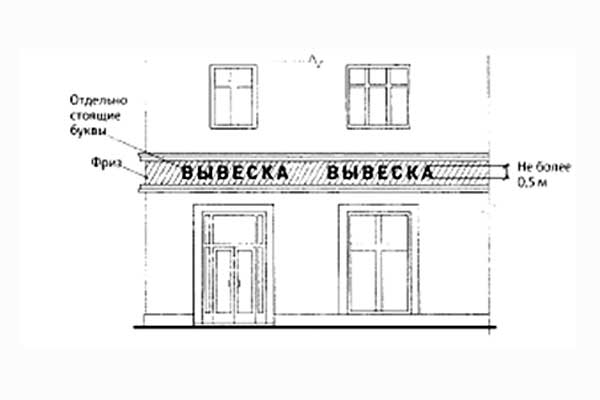 Отдельно
стоящие
буквы
Фриз
ВЫВЕСКА ВЫВЕСКА
Не более
0,5 м